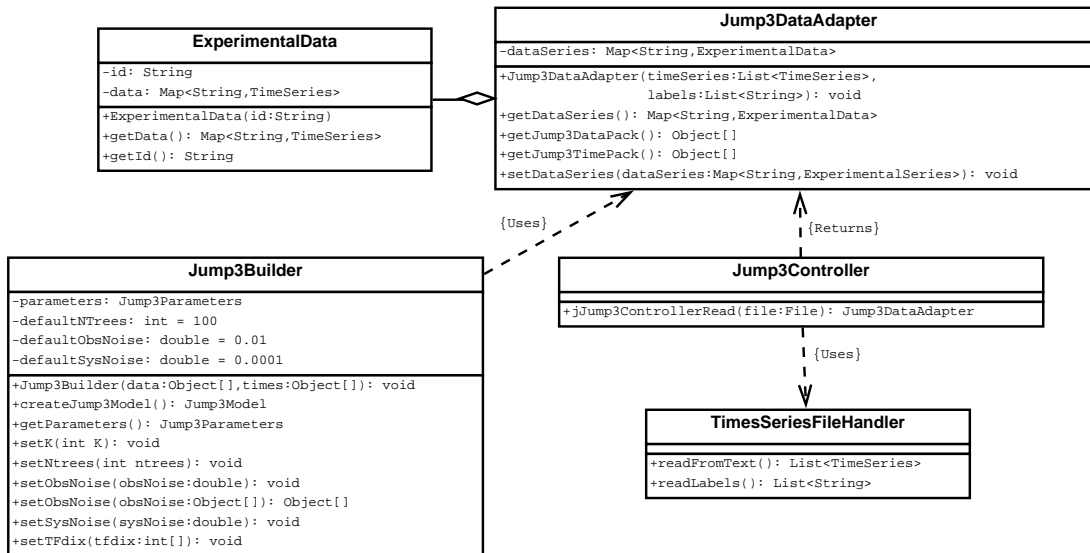 ExperimentalData
-id: String
-data: Map<String,TimeSeries>
+ExperimentalData(id:String)
+getData(): Map<String,TimeSeries>
+getId(): String
Jump3DataAdapter
-dataSeries: Map<String,ExperimentalData>
+Jump3DataAdapter(timeSeries:List<TimeSeries>,
labels:List<String>): void
+getDataSeries(): Map<String,ExperimentalData>
+getJump3DataPack(): Object[]
+getJump3TimePack(): Object[]
+setDataSeries(dataSeries:Map<String,ExperimentalSeries>): void
{Uses}
{Returns}
Jump3Builder
-parameters: Jump3Parameters
-defaultNTrees: int = 100
-defaultObsNoise: double = 0.01
-defaultSysNoise: double = 0.0001
+Jump3Builder(data:Object[],times:Object[]): void
+createJump3Model(): Jump3Model
+getParameters(): Jump3Parameters
+setK(int K): void
+setNtrees(int ntrees): void
+setObsNoise(obsNoise:double): void
+setObsNoise(obsNoise:Object[]): Object[]
+setSysNoise(sysNoise:double): void
+setTFdix(tfdix:int[]): void
Jump3Controller
+jJump3ControllerRead(file:File): Jump3DataAdapter
{Uses}
TimesSeriesFileHandler
+readFromText(): List<TimeSeries>
+readLabels(): List<String>